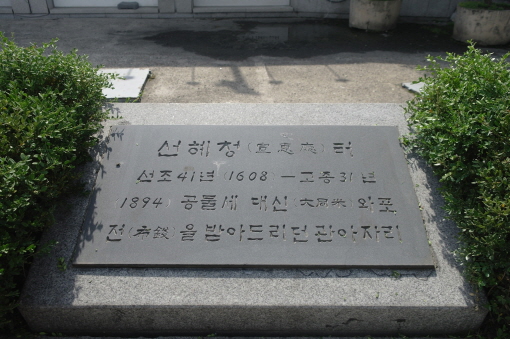 선혜청(宣惠廳)터
선조41년(1608)－고종31년
1894 공물세 대신 大同米 와포
전(布錢)을받아드리던관아자리